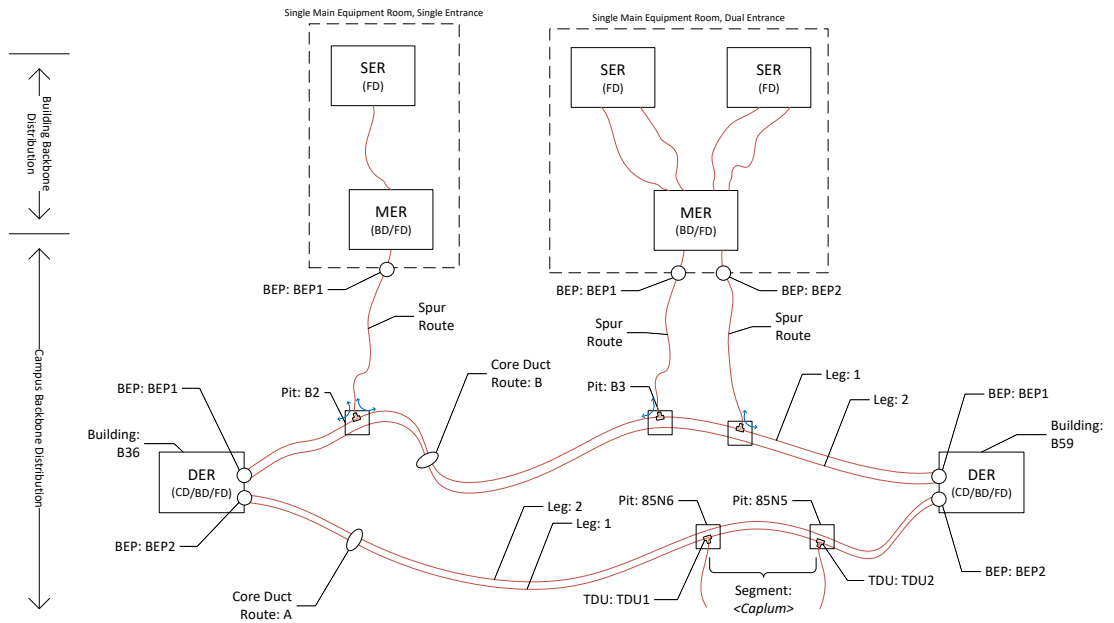 Single Main Equipment Room, Single Entrance
Single Main Equipment Room, Dual Entrance
SER
(FD)
SER
(FD)
SER
(FD)
Building Backbone
Distribution
MER
(BD/FD)
MER
(BD/FD)
BEP: BEP1
BEP: BEP1
BEP: BEP2
Spur
Route
Spur
Route
Spur
Route
Core Duct
Route: B
Leg: 1
Leg: 2
BEP: BEP1
Pit: B2
Pit: B3
BEP: BEP1
Building:
B36
Building:
B59
DER
(CD/BD/FD)
DER
(CD/BD/FD)
Campus Backbone Distribution
BEP: BEP2
Leg: 2
Leg: 1
Pit: 85N6
Pit: 85N5
BEP: BEP2
Core Duct
Route: A
TDU: TDU1
Segment:
<Caplum>
TDU: TDU2